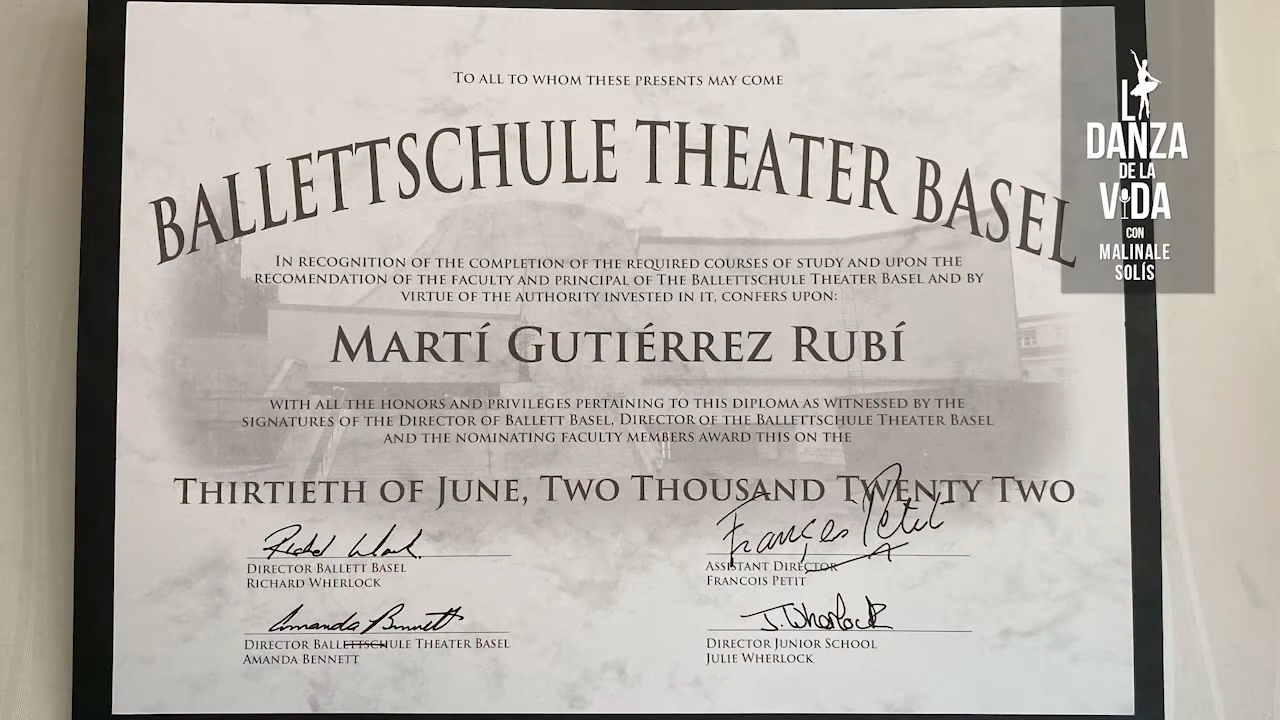 TO ALL TO WHOM THESE PRESENTS MAY COME
BALLETTSCHULE THEATER BASEL
IN RECOGNITION OF THE COMPLETION OF THE REQUIRED COURSES OF STUDY AND UPON THE
RECOMENDATION OF THE FACULTY AND PRINCIPAL OF THE BALLETTSCHULE THEATER BASEL AND BY
VIRTUE OF THE AUTHORITY INVESTED IN IT, CONFERS UPON:
MARTÍ GUTIÉRREZ RUBÍ
WITH ALL THE HONORS AND PRIVILEGES PERTAINING TO THIS DIPLOMA AS WITNESSED BY THE
SIGNATURES OF THE DIRECTOR OF BALLETT BASEL, DIRECTOR OF THE BALLETTSCHULE THEATER BASEL
AND THE NOMINATING FACULTY MEMBERS AWARD THIS ON THE
THIRTIETH OF JUNE, TWO THOUSAND TWENTY TWO
DIRECTOR BALLETT BASEL
RICHARD WHERLOCK
François Petit
ASSISTANT DIRECTOR
FRANCOIS PETIT
Amanda Bennett
DIRECTOR BALLETTSCHULE THEATER BASEL
AMANDA BENNETT
J. Wherlock
DIRECTOR JUNIOR SCHOOL
JULIE WHERLOCK
LA
DANZA
DE LA
VIDA
CON
MALINALE
SOLÍS